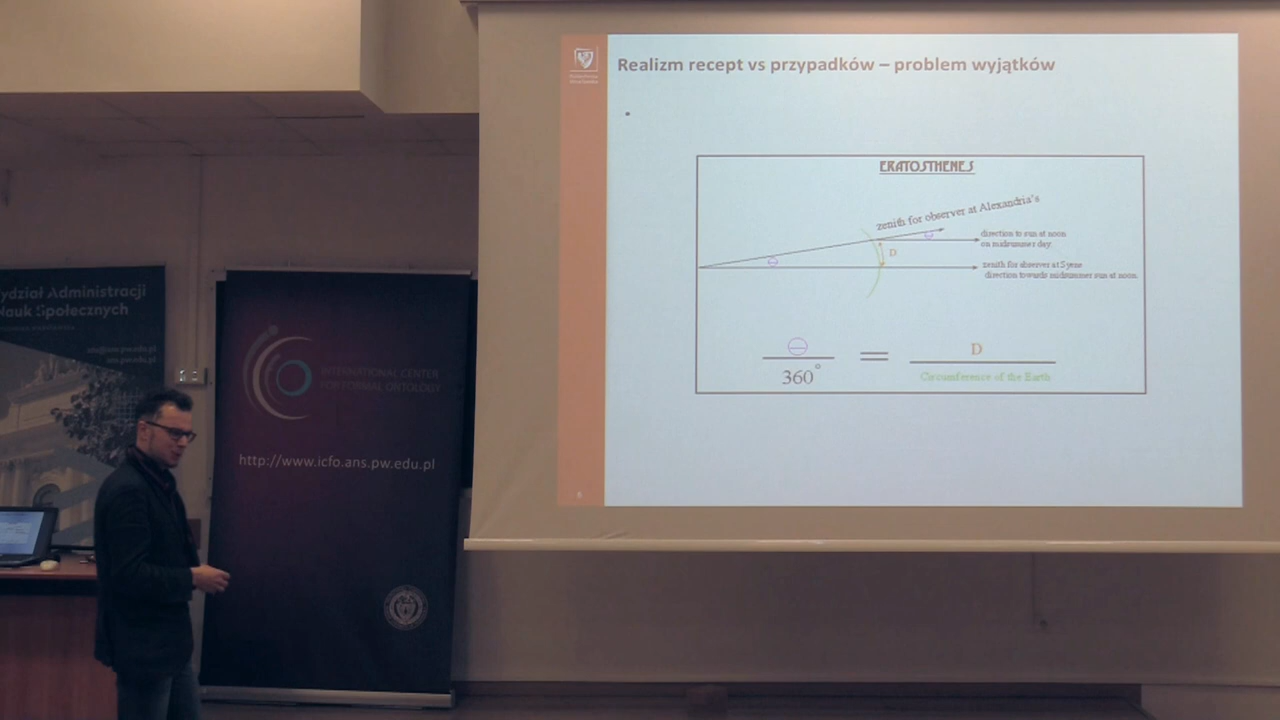 Realizm recept vs przypadków – problem wyjątków
ERATOSTHENES
zenith for observer at Alexandria's
direction to sun at noon
on midsummer day.
D
zenith for observer at Syene
direction towards midsummer sun at noon.
Θ
=
D
360°
Circumference of the Earth
6
ydział Administracji
Nauk Społecznych
INTERNATIONAL CENTER
FOR FORMAL ONTOLOGY
http://www.icfo.ans.pw.edu.pl